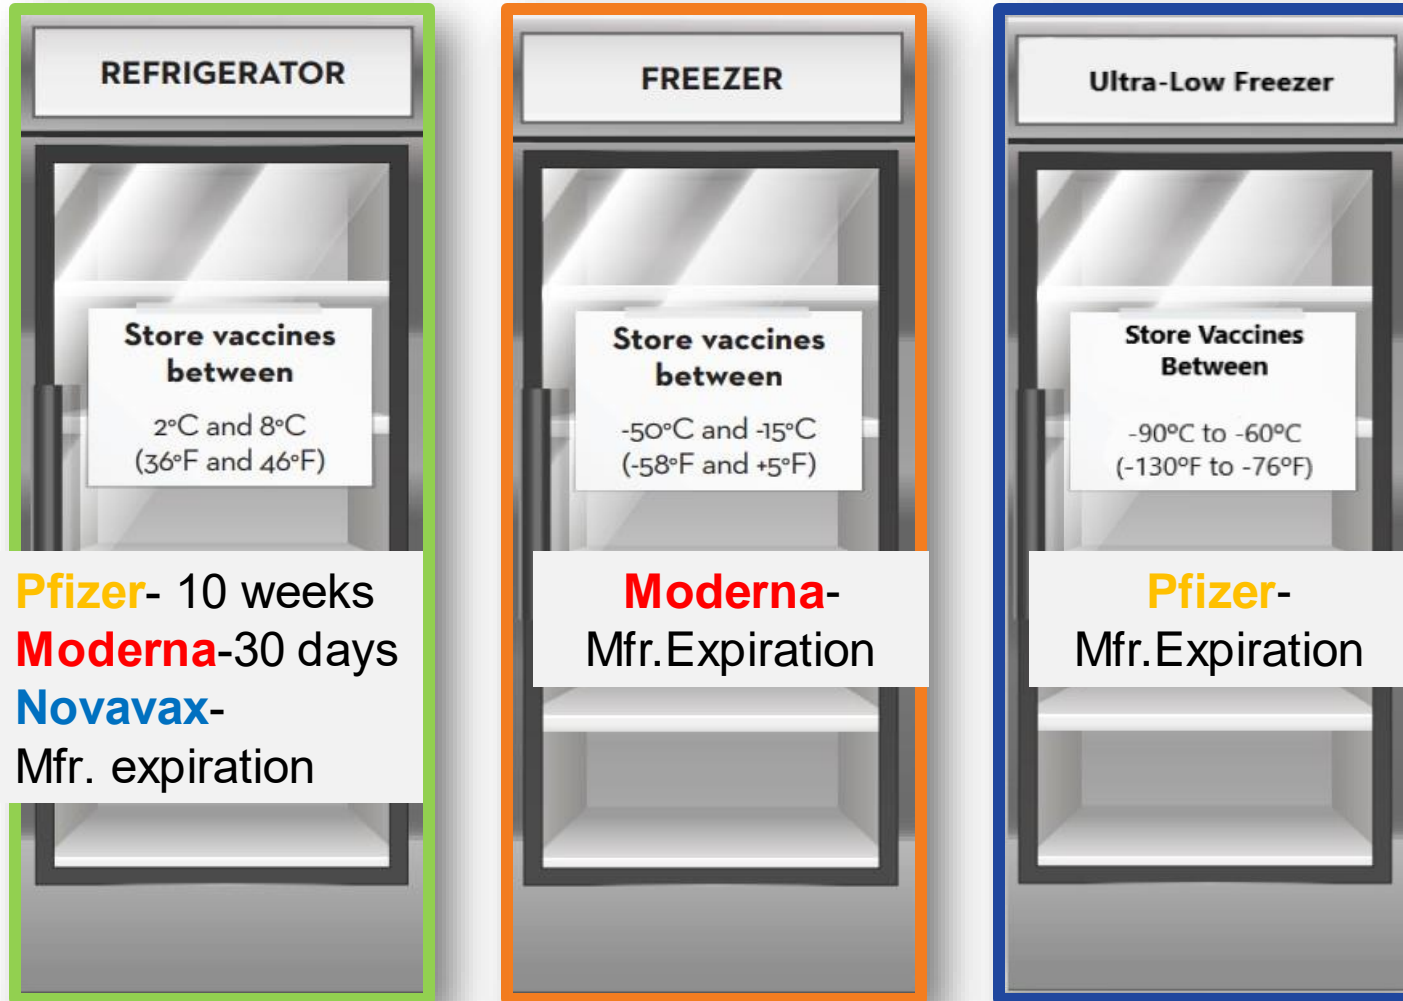 REFRIGERATOR
Store vaccines
between
2°C and 8°C
(36°F and 46°F)
Pfizer- 10 weeks
Moderna-30 days
Novavax-
Mfr. expiration
FREEZER
Store vaccines
between
-50°C and -15°C
(-58°F and +5°F)
Moderna-
Mfr.Expiration
Ultra-Low Freezer
Store Vaccines
Between
-90°C to -60°C
(-130°F to -76°F)
Pfizer-
Mfr.Expiration